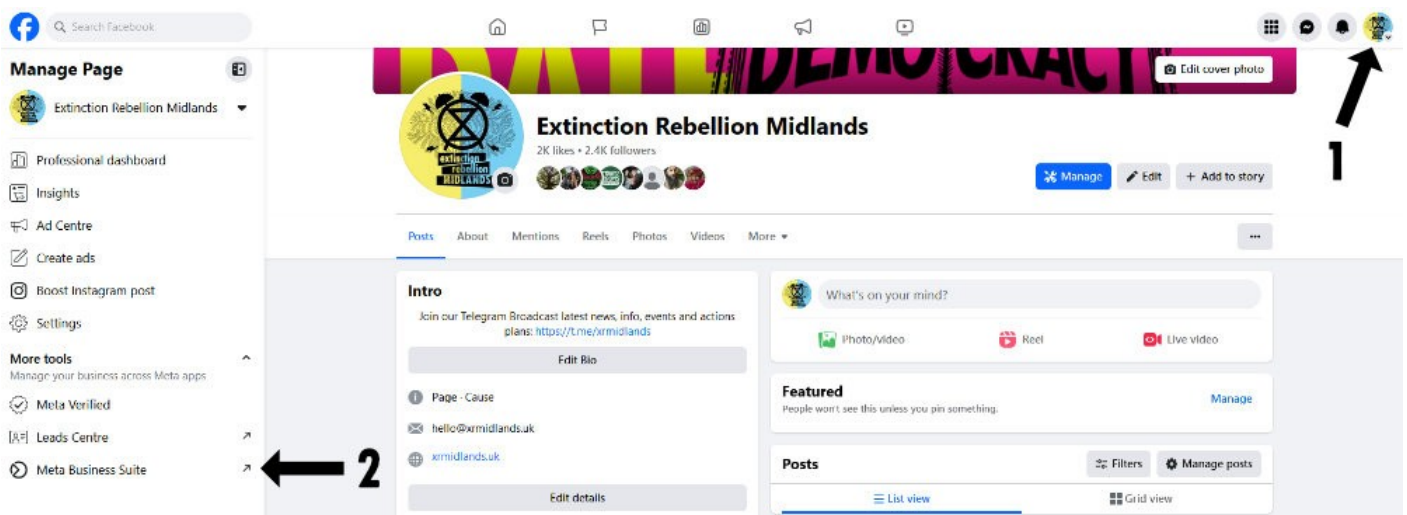 Search Facebook
Manage Page
Extinction Rebellion Midlands
Professional dashboard
Insights
Ad Centre
Create ads
Boost Instagram post
Settings
More tools
Manage your business across Meta apps
Meta Verified
Leads Centre
Meta Business Suite
2
DEMOCRACY
Edit cover photo
1
extinction
rebellion
MIDLANDS
Extinction Rebellion Midlands
2K likes • 2.4K followers
Manage
Edit
+ Add to story
Posts About Mentions Reels Photos Videos More
Intro
Join our Telegram Broadcast latest news, info, events and actions
plans: https://t.me/xrmidlands
Edit Bio
Page · Cause
hello@xrmidlands.uk
xrmidlands.uk
Edit details
What's on your mind?
Photo/video Reel Live video
Featured
Manage
People won't see this unless you pin something.
Posts
Filters
Manage posts
List view
Grid view